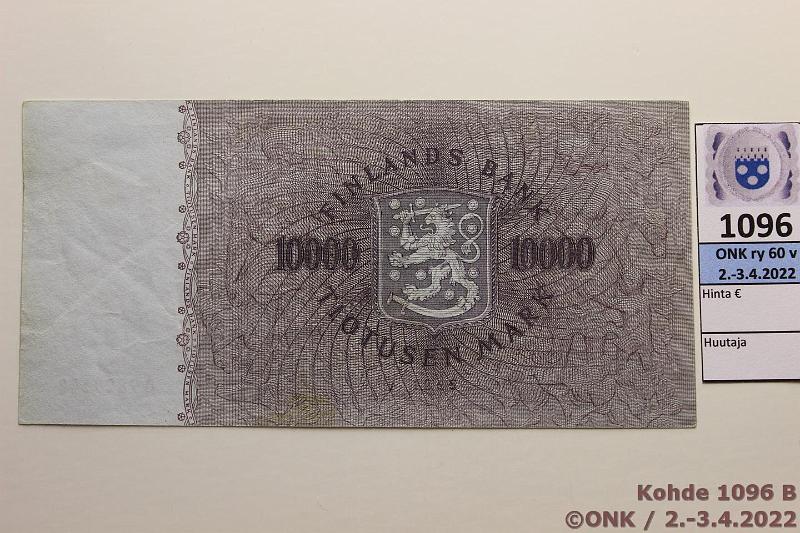 FINLANDS BANK
10000 10000
TIOTUSEN MARK
1955
1096
ONK ry 60 v
2.-3.4.2022
Hinta €
Huutaja
Kohde 1096 B
©ONK / 2.-3.4.2022